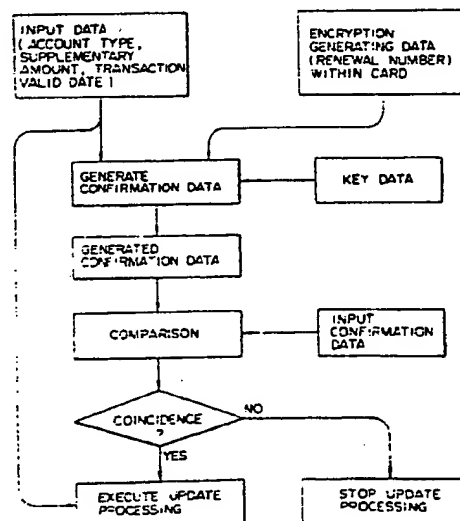 INPUT DATA
( ACCOUNT TYPE,
SUPPLEMENTARY
AMOUNT, TRANSACTION
VALID DATE )
ENCRYPTION
GENERATING DATA
(RENEWAL NUMBER)
WITHIN CARD
GENERATE
CONFIRMATION DATA
KEY DATA
GENERATED
CONFIRMATION DATA
COMPARISON
INPUT
CONFIRMATION
DATA
COINCIDENCE
?
NO
YES
EXECUTE UPDATE
PROCESSING
STOP UPDATE
PROCESSING